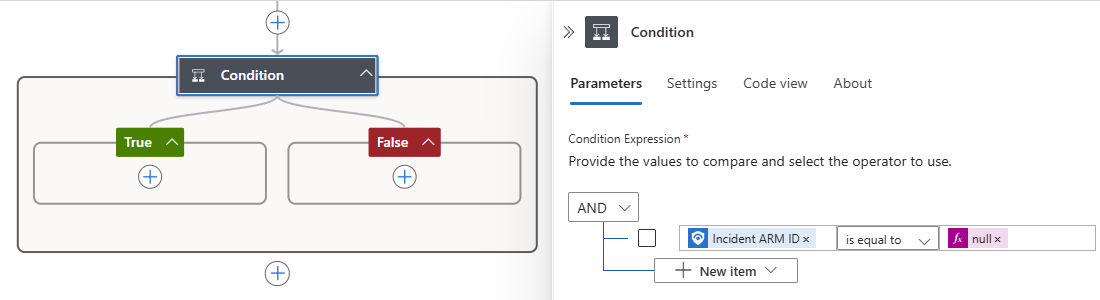 Condition
True
False
Condition
Parameters Settings Code view About
Condition Expression *
Provide the values to compare and select the operator to use.
AND
Incident ARM ID × is equal to fx null ×
New item